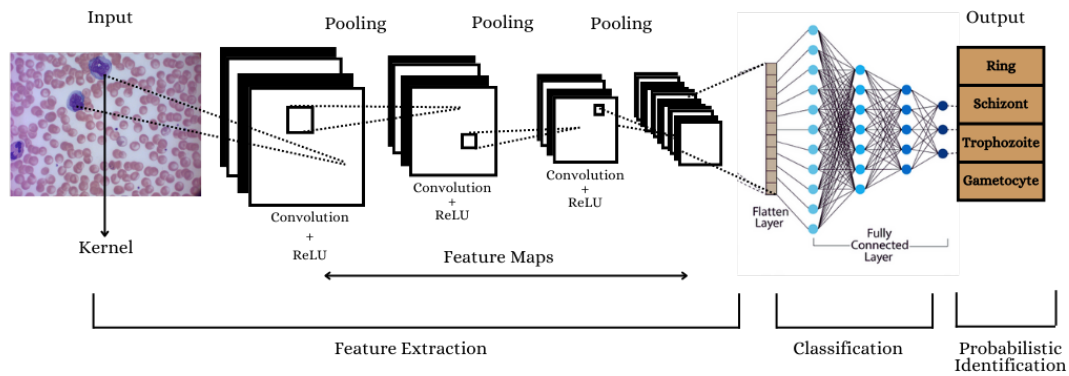 Input
Pooling
Pooling
Pooling
Output
Ring
Schizont
Trophozoite
Gametocyte
Convolution
+
ReLU
Convolution
+
ReLU
Convolution
+
ReLU
Flatten
Layer
Fully
Connected
Layer
Kernel
Feature Maps
Feature Extraction
Classification
Probabilistic
Identification